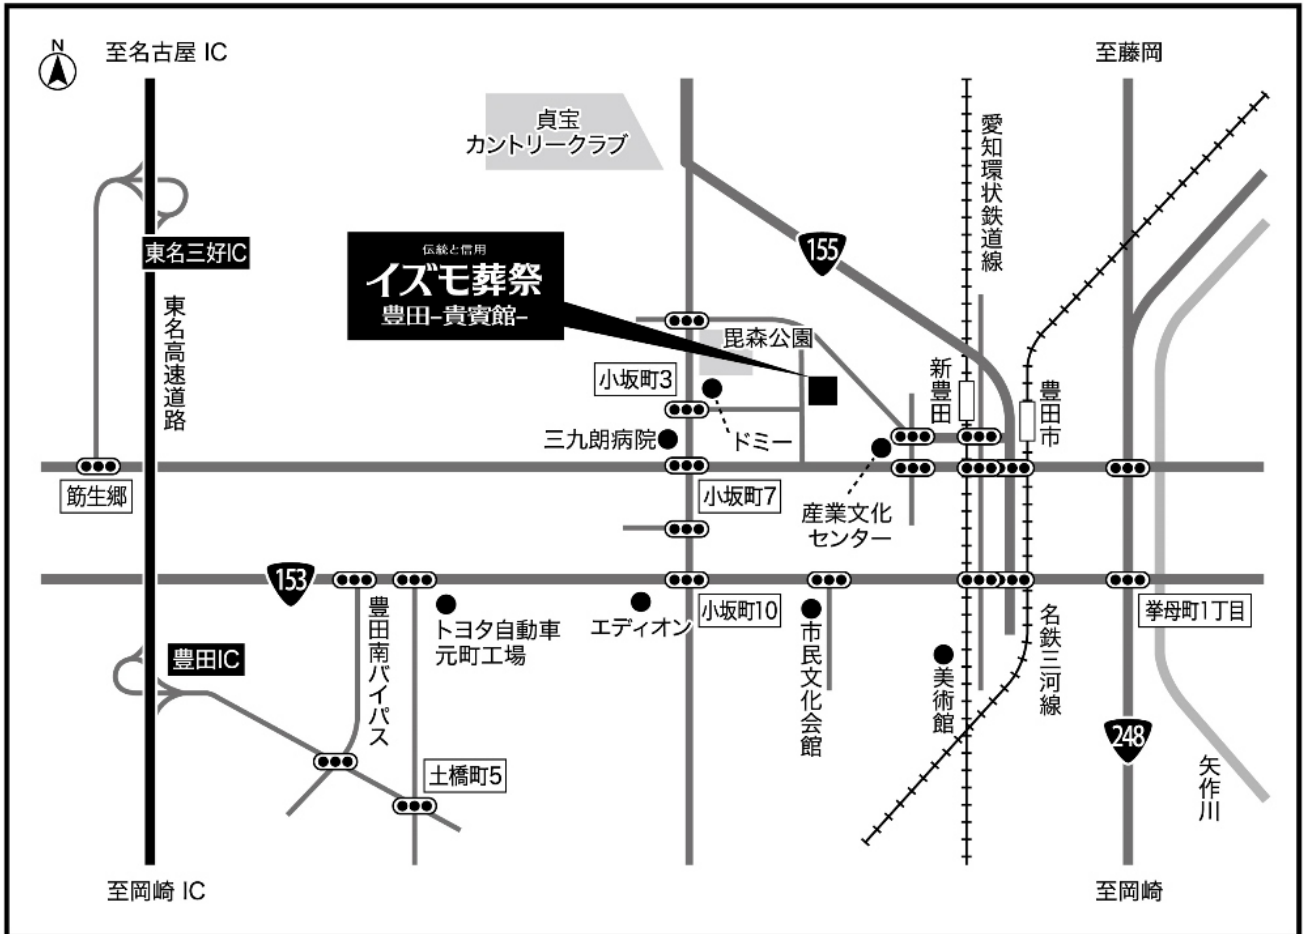 N
至名古屋 IC
至藤岡
貞宝
カントリークラブ
愛知環状鉄道線
155
東名三好IC
伝統と信用
イズモ葬祭
豊田-貴賓館-
東名高速道路
毘森公園
小坂町3
新豊田
豊田市
三九朗病院
ドミー
筋生郷
小坂町7
産業文化
センター
153
豊田南バイパス
トヨタ自動車
元町工場
エディオン
小坂町10
市民文化会館
美術館
名鉄三河線
挙母町1丁目
豊田IC
248
土橋町5
矢作川
至岡崎 IC
至岡崎